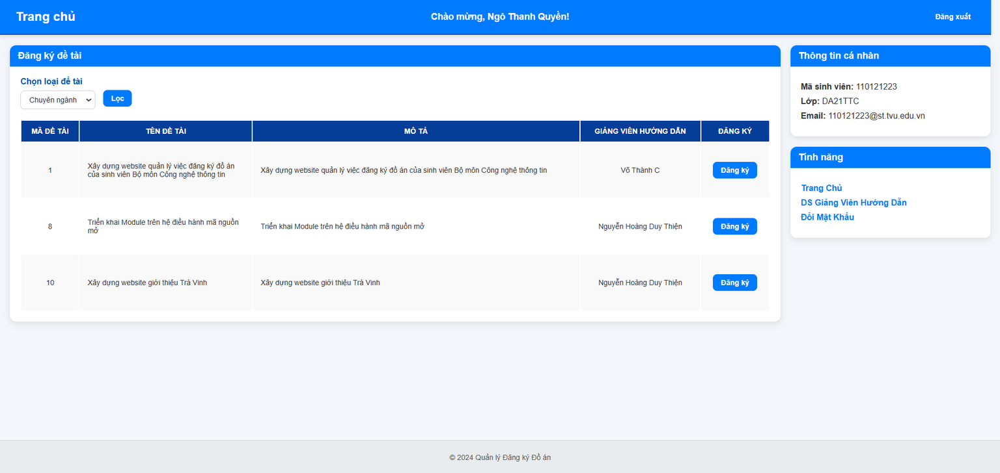 Trang chủ
Chào mừng, Ngô Thanh Quyền!
Đăng xuất
Đăng ký đề tài
Chọn loại đề tài
Chuyên ngành
Lọc
MÃ ĐỀ TÀI TÊN ĐỀ TÀI MÔ TẢ GIẢNG VIÊN HƯỚNG DẪN ĐĂNG KÝ
1
Xây dựng website quản lý việc đăng ký đồ án
của sinh viên Bộ môn Công nghệ thông tin
Xây dựng website quản lý việc đăng ký đồ án của sinh viên Bộ môn Công nghệ thông tin
Võ Thành C
Đăng ký
8
Triển khai Module trên hệ điều hành mã nguồn
mở
Triển khai Module trên hệ điều hành mã nguồn mở
Nguyễn Hoàng Duy Thiện
Đăng ký
10
Xây dựng website giới thiệu Trà Vinh
Xây dựng website giới thiệu Trà Vinh
Nguyễn Hoàng Duy Thiện
Đăng ký
Thông tin cá nhân
Mã sinh viên: 110121223
Lớp: DA21TTC
Email: 110121223@st.tvu.edu.vn
Tính năng
Trang Chủ
DS Giảng Viên Hướng Dẫn
Đổi Mật Khẩu
© 2024 Quản lý Đăng ký Đồ án